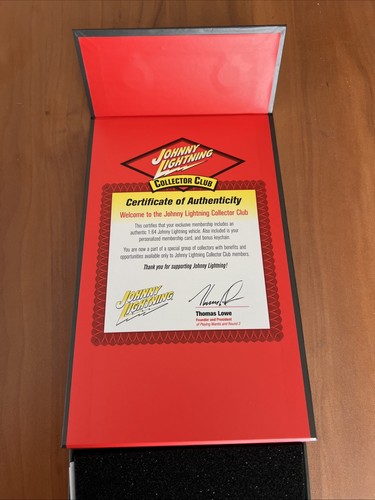 JOHNNY
LIGHTNING
COLLECTOR CLUB
Certificate of Authenticity
Welcome to the Johnny Lightning Collector Club
This certifies that your exclusive membership includes an
authentic 1:64 Johnny Lightning vehicle. Also included is your
personalized membership card, and bonus keychain.
You are now a part of a special group of collectors with benefits and
opportunities available only to Johnny Lightning Collector Club members.
Thank you for supporting Johnny Lightning!
JOHNNY
LIGHTNING
Thomas Lowe
Founder and President
of Playing Mantis and Round 2